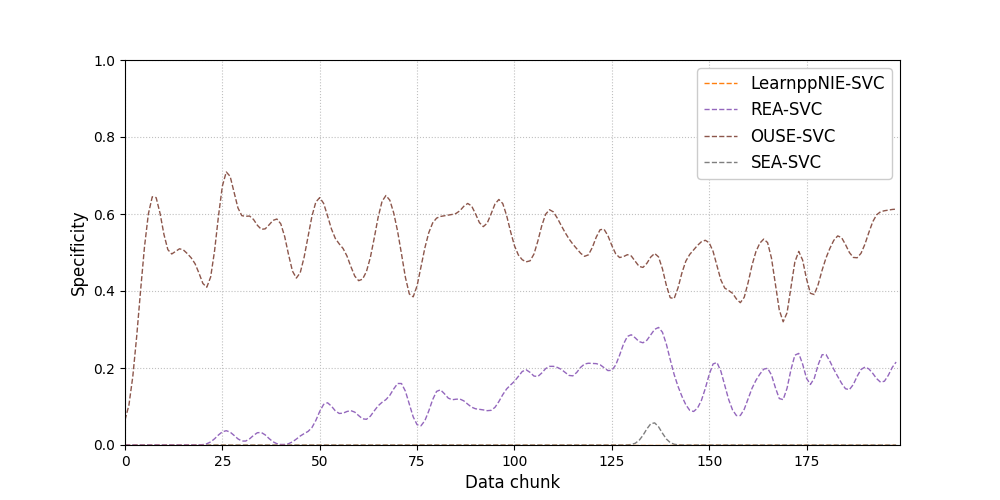 1.0
0.8
0.6
0.4
0.2
0.0
Specificity
0 25 50 75 100 125 150 175
Data chunk
LearnppNIE-SVC
REA-SVC
OUSE-SVC
SEA-SVC